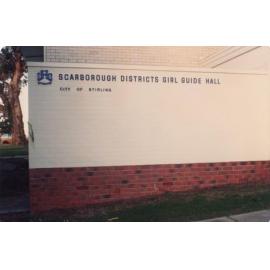 SCARBOROUGH DISTRICTS GIRL GUIDE HALL
CITY OF STIRLING